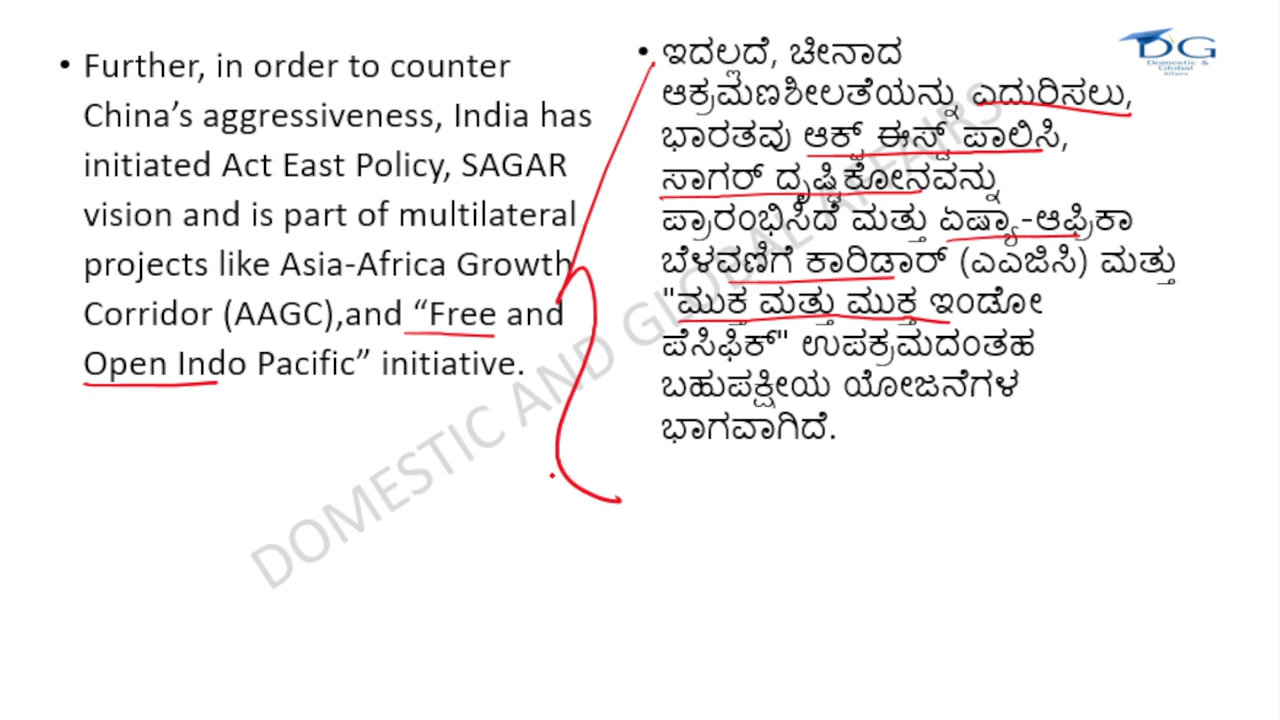 • Further, in order to counter
China’s aggressiveness, India has
initiated Act East Policy, SAGAR
vision and is part of multilateral
projects like Asia-Africa Growth
Corridor (AAGC),and “Free and
Open Indo Pacific” initiative.
• ಇದಲ್ಲದೆ, ಚೀನಾದ
ಆಕ್ರಮಣಶೀಲತೆಯನ್ನು ಎದುರಿಸಲು,
ಭಾರತವು ಆಕ್ಟ್ ಈಸ್ಟ್ ಪಾಲಿಸಿ,
ಸಾಗರ್ ದೃಷ್ಟಿಕೋನವನ್ನು
ಪ್ರಾರಂಭಿಸಿದೆ ಮತ್ತು ಏಷ್ಯಾ-ಆಫ್ರಿಕಾ
ಬೆಳವಣಿಗೆ ಕಾರಿಡಾರ್ (ಎಎಜಿಸಿ) ಮತ್ತು
"ಮುಕ್ತ ಮತ್ತು ಮುಕ್ತ ಇಂಡೋ
ಪೆಸಿಫಿಕ್" ಉಪಕ್ರಮದಂತಹ
ಬಹುಪಕ್ಷೀಯ ಯೋಜನೆಗಳ
ಭಾಗವಾಗಿದೆ.
DG
Domestic &
Global
Affairs
DOMESTIC AND GLOBAL AFFAIRS